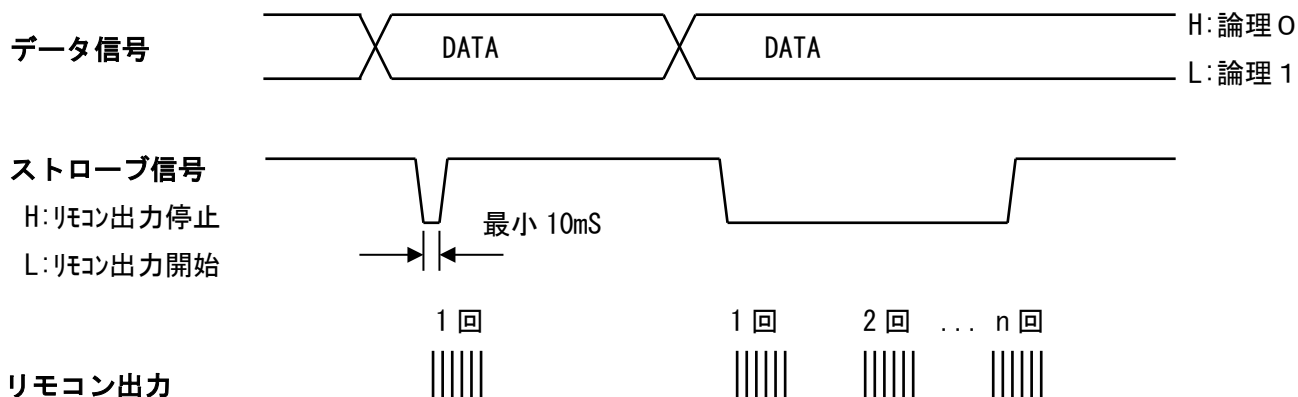 H:論理０
データ信号 DATA DATA
L:論理１
ストローブ信号
H:ﾘﾓｺﾝ出力停止 最小 10mS
L:ﾘﾓｺﾝ出力開始
1 回 1 回 2 回 ... n 回
リモコン出力